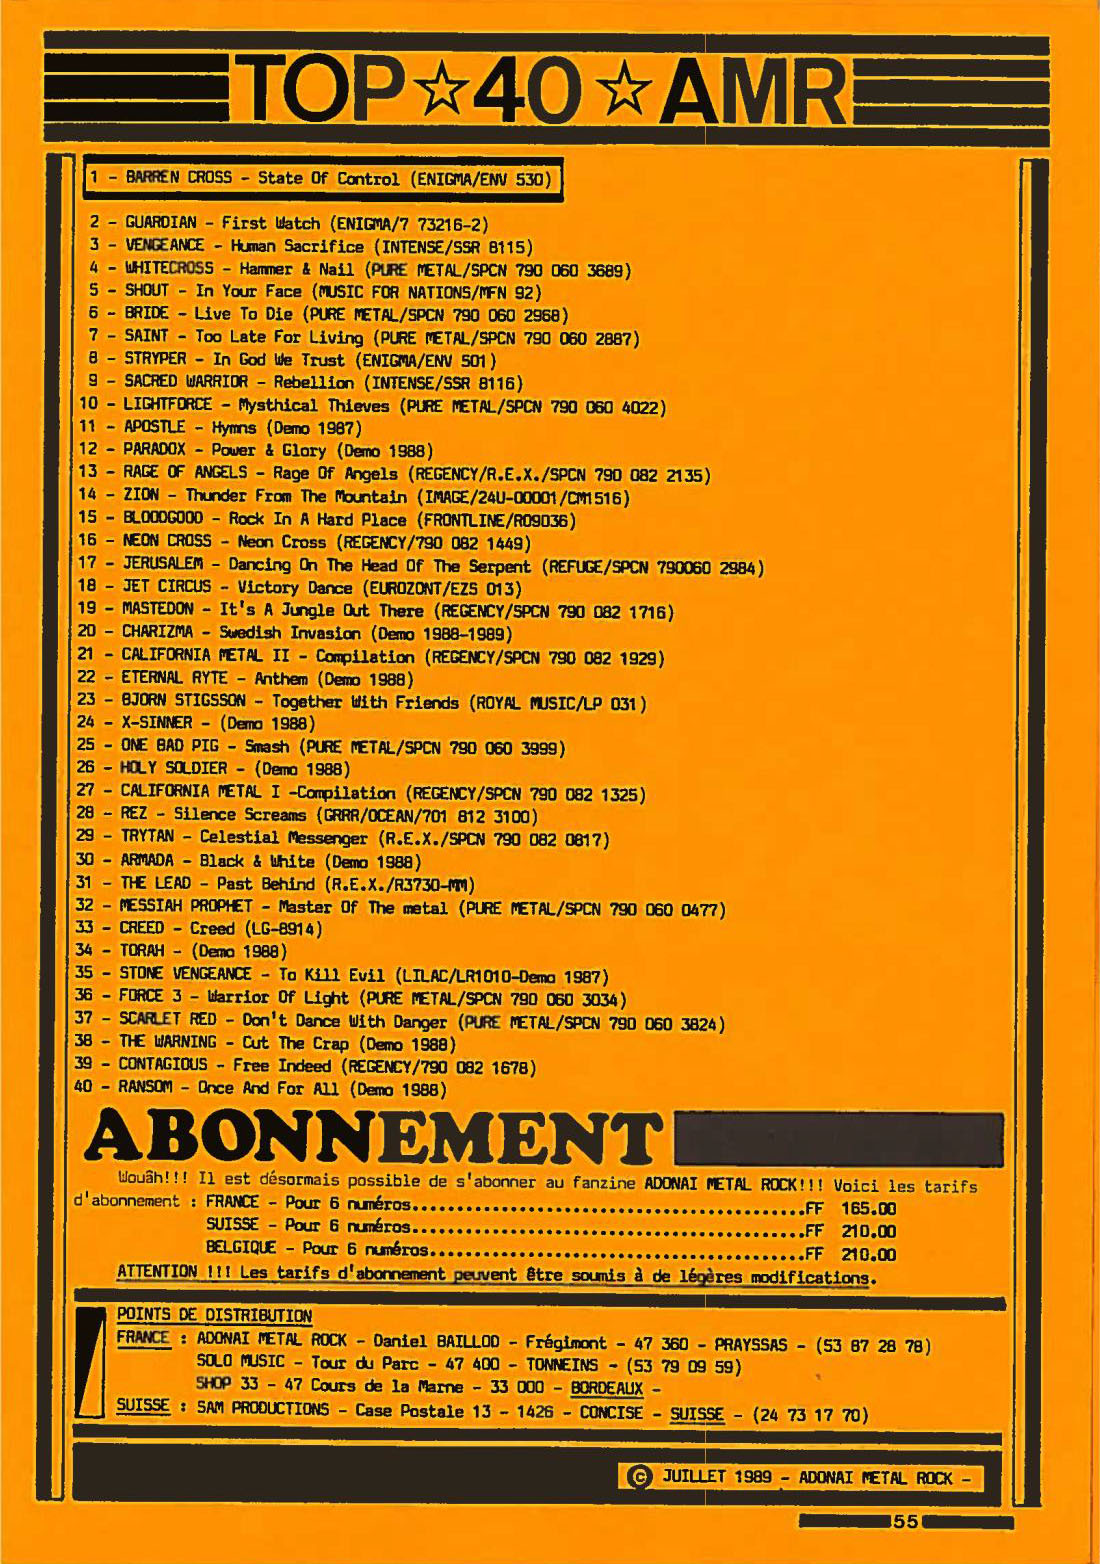 TOP ☆ 40 ☆ AMR
1 - BARREN CROSS - State Of Control (ENIGMA/ENV 530)
2 - GUARDIAN - First Watch (ENIGMA/7 73216-2)
3 - VENGEANCE - Human Sacrifice (INTENSE/SSR 8115)
4 - WHITECROSS - Hammer & Nail (PURE METAL/SPCN 790 060 3689)
5 - SHOUT - In Your Face (MUSIC FOR NATIONS/MFN 92)
6 - BRIDE - Live To Die (PURE METAL/SPCN 790 060 2968)
7 - SAINT - Too Late For Living (PURE METAL/SPCN 790 060 2887)
8 - STRYPER - In God We Trust (ENIGMA/ENV 501)
9 - SACRED WARRIOR - Rebellion (INTENSE/SSR 8116)
10 - LIGHTFORCE - Mysthical Thieves (PURE METAL/SPCN 790 060 4022)
11 - APOSTLE - Hymns (Demo 1987)
12 - PARADOX - Power & Glory (Demo 1988)
13 - RAGE OF ANGELS - Rage Of Angels (REGENCY/R.E.X./SPCN 790 082 2135)
14 - ZION - Thunder From The Mountain (IMAGE/24U-00001/CM1516)
15 - BLOODGOOD - Rock In A Hard Place (FRONTLINE/RO9036)
16 - NEON CROSS - Neon Cross (REGENCY/790 082 1449)
17 - JERUSALEM - Dancing On The Head Of The Serpent (REFUGE/SPCN 790060 2984)
18 - JET CIRCUS - Victory Dance (EUROZONT/EZS 013)
19 - MASTEDON - It's A Jungle Out There (REGENCY/SPCN 790 082 1716)
20 - CHARIZMA - Swedish Invasion (Demo 1988-1989)
21 - CALIFORNIA METAL II - Compilation (REGENCY/SPCN 790 082 1929)
22 - ETERNAL RYTE - Anthem (Demo 1988)
23 - BJORN STIGSSON - Together With Friends (ROYAL MUSIC/LP 031)
24 - X-SINNER - (Demo 1988)
25 - ONE BAD PIG - Smash (PURE METAL/SPCN 790 060 3999)
26 - HOLY SOLDIER - (Demo 1988)
27 - CALIFORNIA METAL I -Compilation (REGENCY/SPCN 790 082 1325)
28 - REZ - Silence Screams (GRRR/OCEAN/701 812 3100)
29 - TRYTAN - Celestial Messenger (R.E.X./SPCN 790 082 0817)
30 - ARMADA - Black & White (Demo 1988)
31 - THE LEAD - Past Behind (R.E.X./R3730-MM)
32 - MESSIAH PROPHET - Master Of The metal (PURE METAL/SPCN 790 060 0477)
33 - CREED - Creed (LG-8914)
34 - TORAH - (Demo 1988)
35 - STONE VENGEANCE - To Kill Evil (LILAC/LR1010-Demo 1987)
36 - FORCE 3 - Warrior Of Light (PURE METAL/SPCN 790 060 3034)
37 - SCARLET RED - Don't Dance With Danger (PURE METAL/SPCN 790 060 3824)
38 - THE WARNING - Cut The Crap (Demo 1988)
39 - CONTAGIOUS - Free Indeed (REGENCY/790 082 1678)
40 - RANSOM - Once And For All (Demo 1988)
ABONNEMENT
Wouâh!!! Il est désormais possible de s'abonner au fanzine ADONAI METAL ROCK!!! Voici les tarifs
d'abonnement : FRANCE - Pour 6 numéros.............................................FF 165.00
SUISSE - Pour 6 numéros.............................................FF 210.00
BELGIQUE - Pour 6 numéros...........................................FF 210.00
ATTENTION !!! Les tarifs d'abonnement peuvent être soumis à de légères modifications.
POINTS DE DISTRIBUTION
FRANCE : ADONAI METAL ROCK - Daniel BAILLOD - Frégimont - 47 360 - PRAYSSAS - (53 87 28 78)
SOLO MUSIC - Tour du Parc - 47 400 - TONNEINS - (53 79 09 59)
SHOP 33 - 47 Cours de la Marne - 33 000 - BORDEAUX -
SUISSE : SAM PRODUCTIONS - Case Postale 13 - 1426 - CONCISE - SUISSE - (24 73 17 70)
© JUILLET 1989 - ADONAI METAL ROCK -
55